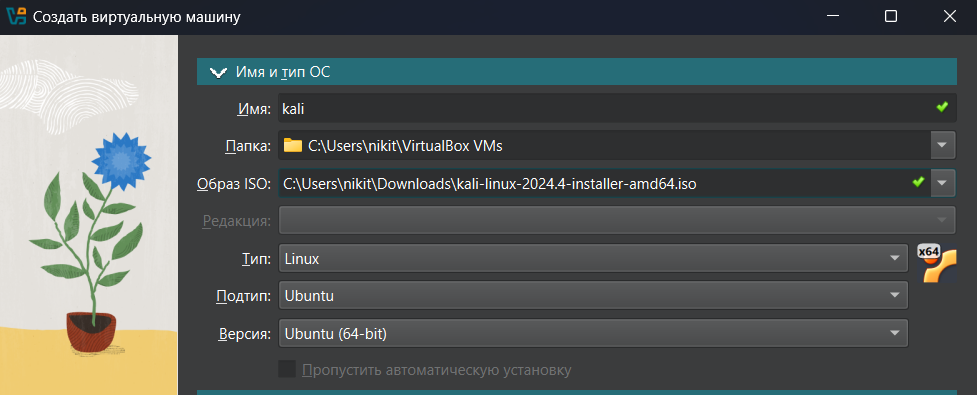 Создать виртуальную машину
Имя и тип ОС
Имя: kali
Папка: C:\Users\nikit\VirtualBox VMs
Образ ISO: C:\Users\nikit\Downloads\kali-linux-2024.4-installer-amd64.iso
Редакция:
Тип: Linux
x64
Подтип: Ubuntu
Версия: Ubuntu (64-bit)
Пропустить автоматическую установку